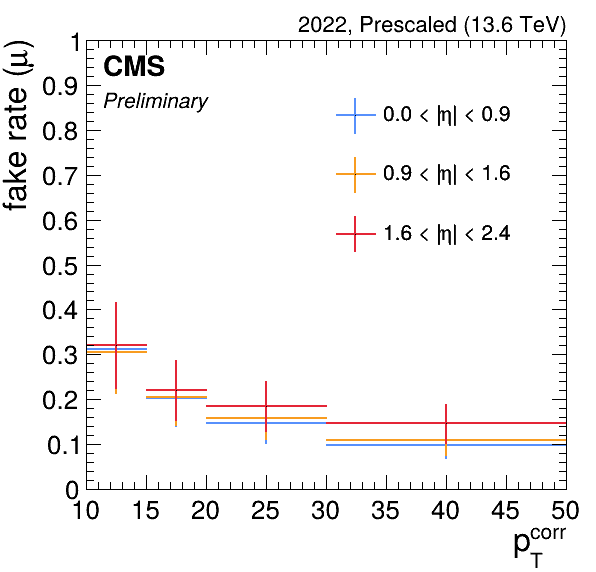 2022, Prescaled (13.6 TeV)
CMS
Preliminary
fake rate (μ)
1
0.9
0.8
0.7
0.6
0.5
0.4
0.3
0.2
0.1
0
0.0 < |η| < 0.9
0.9 < |η| < 1.6
1.6 < |η| < 2.4
10 15 20 25 30 35 40 45 50
p_T^corr